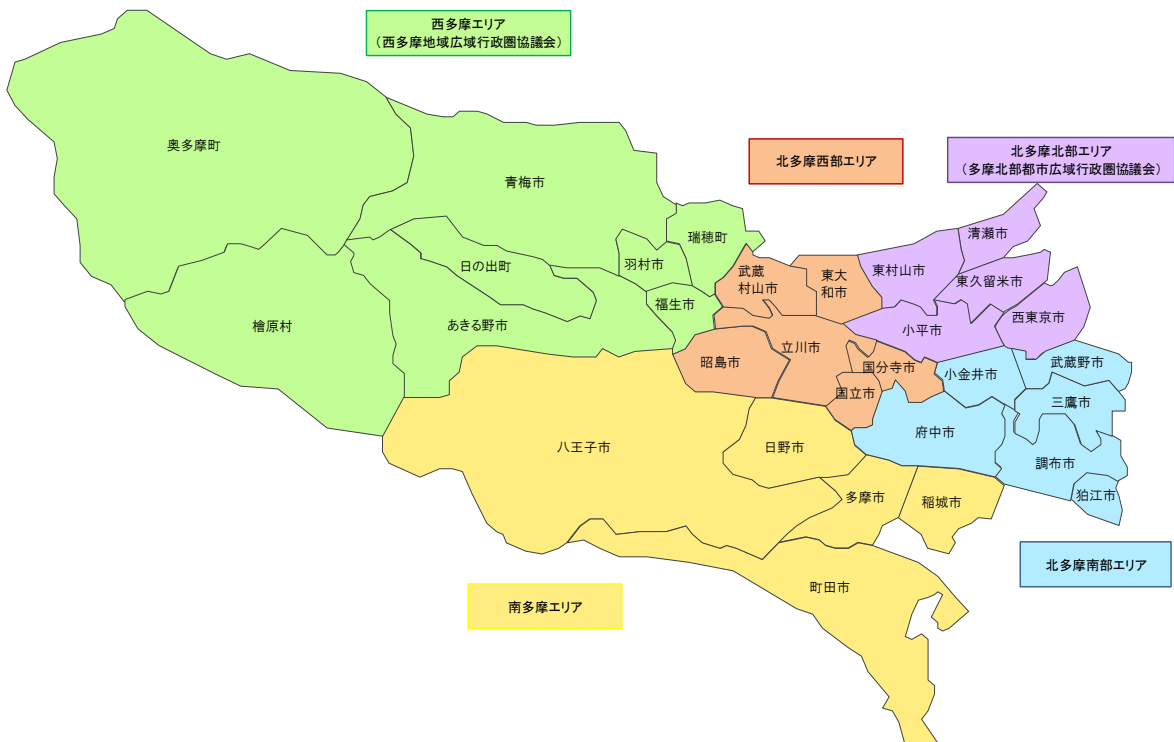 西多摩エリア
（西多摩地域広域行政圏協議会）
北多摩西部エリア
北多摩北部エリア
（多摩北部都市広域行政圏協議会）
奥多摩町
青梅市
瑞穂町
羽村市
日の出町
福生市
あきる野市
檜原村
武蔵
村山市
東大
和市
東村山市
清瀬市
東久留米市
小平市
西東京市
昭島市
立川市
国分寺市
国立市
小金井市
武蔵野市
三鷹市
府中市
調布市
狛江市
八王子市
日野市
多摩市
稲城市
町田市
北多摩南部エリア
南多摩エリア